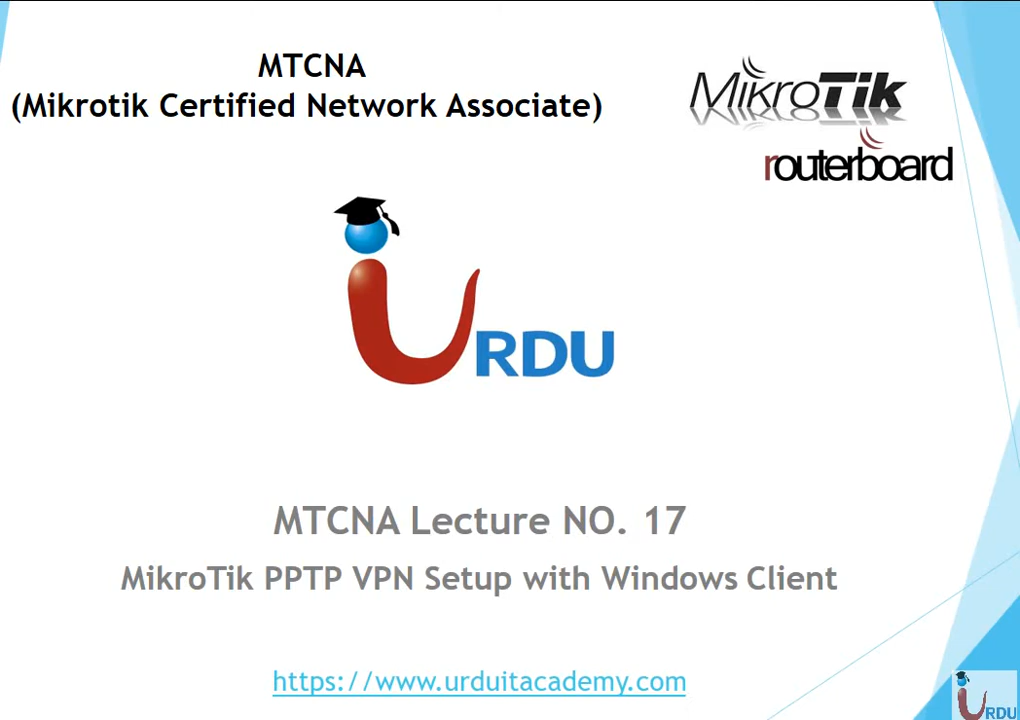 MTCNA
(Mikrotik Certified Network Associate)
MikroTik
routerboard
URDU
MTCNA Lecture NO. 17
MikroTik PPTP VPN Setup with Windows Client
https://www.urduitacademy.com
URDU